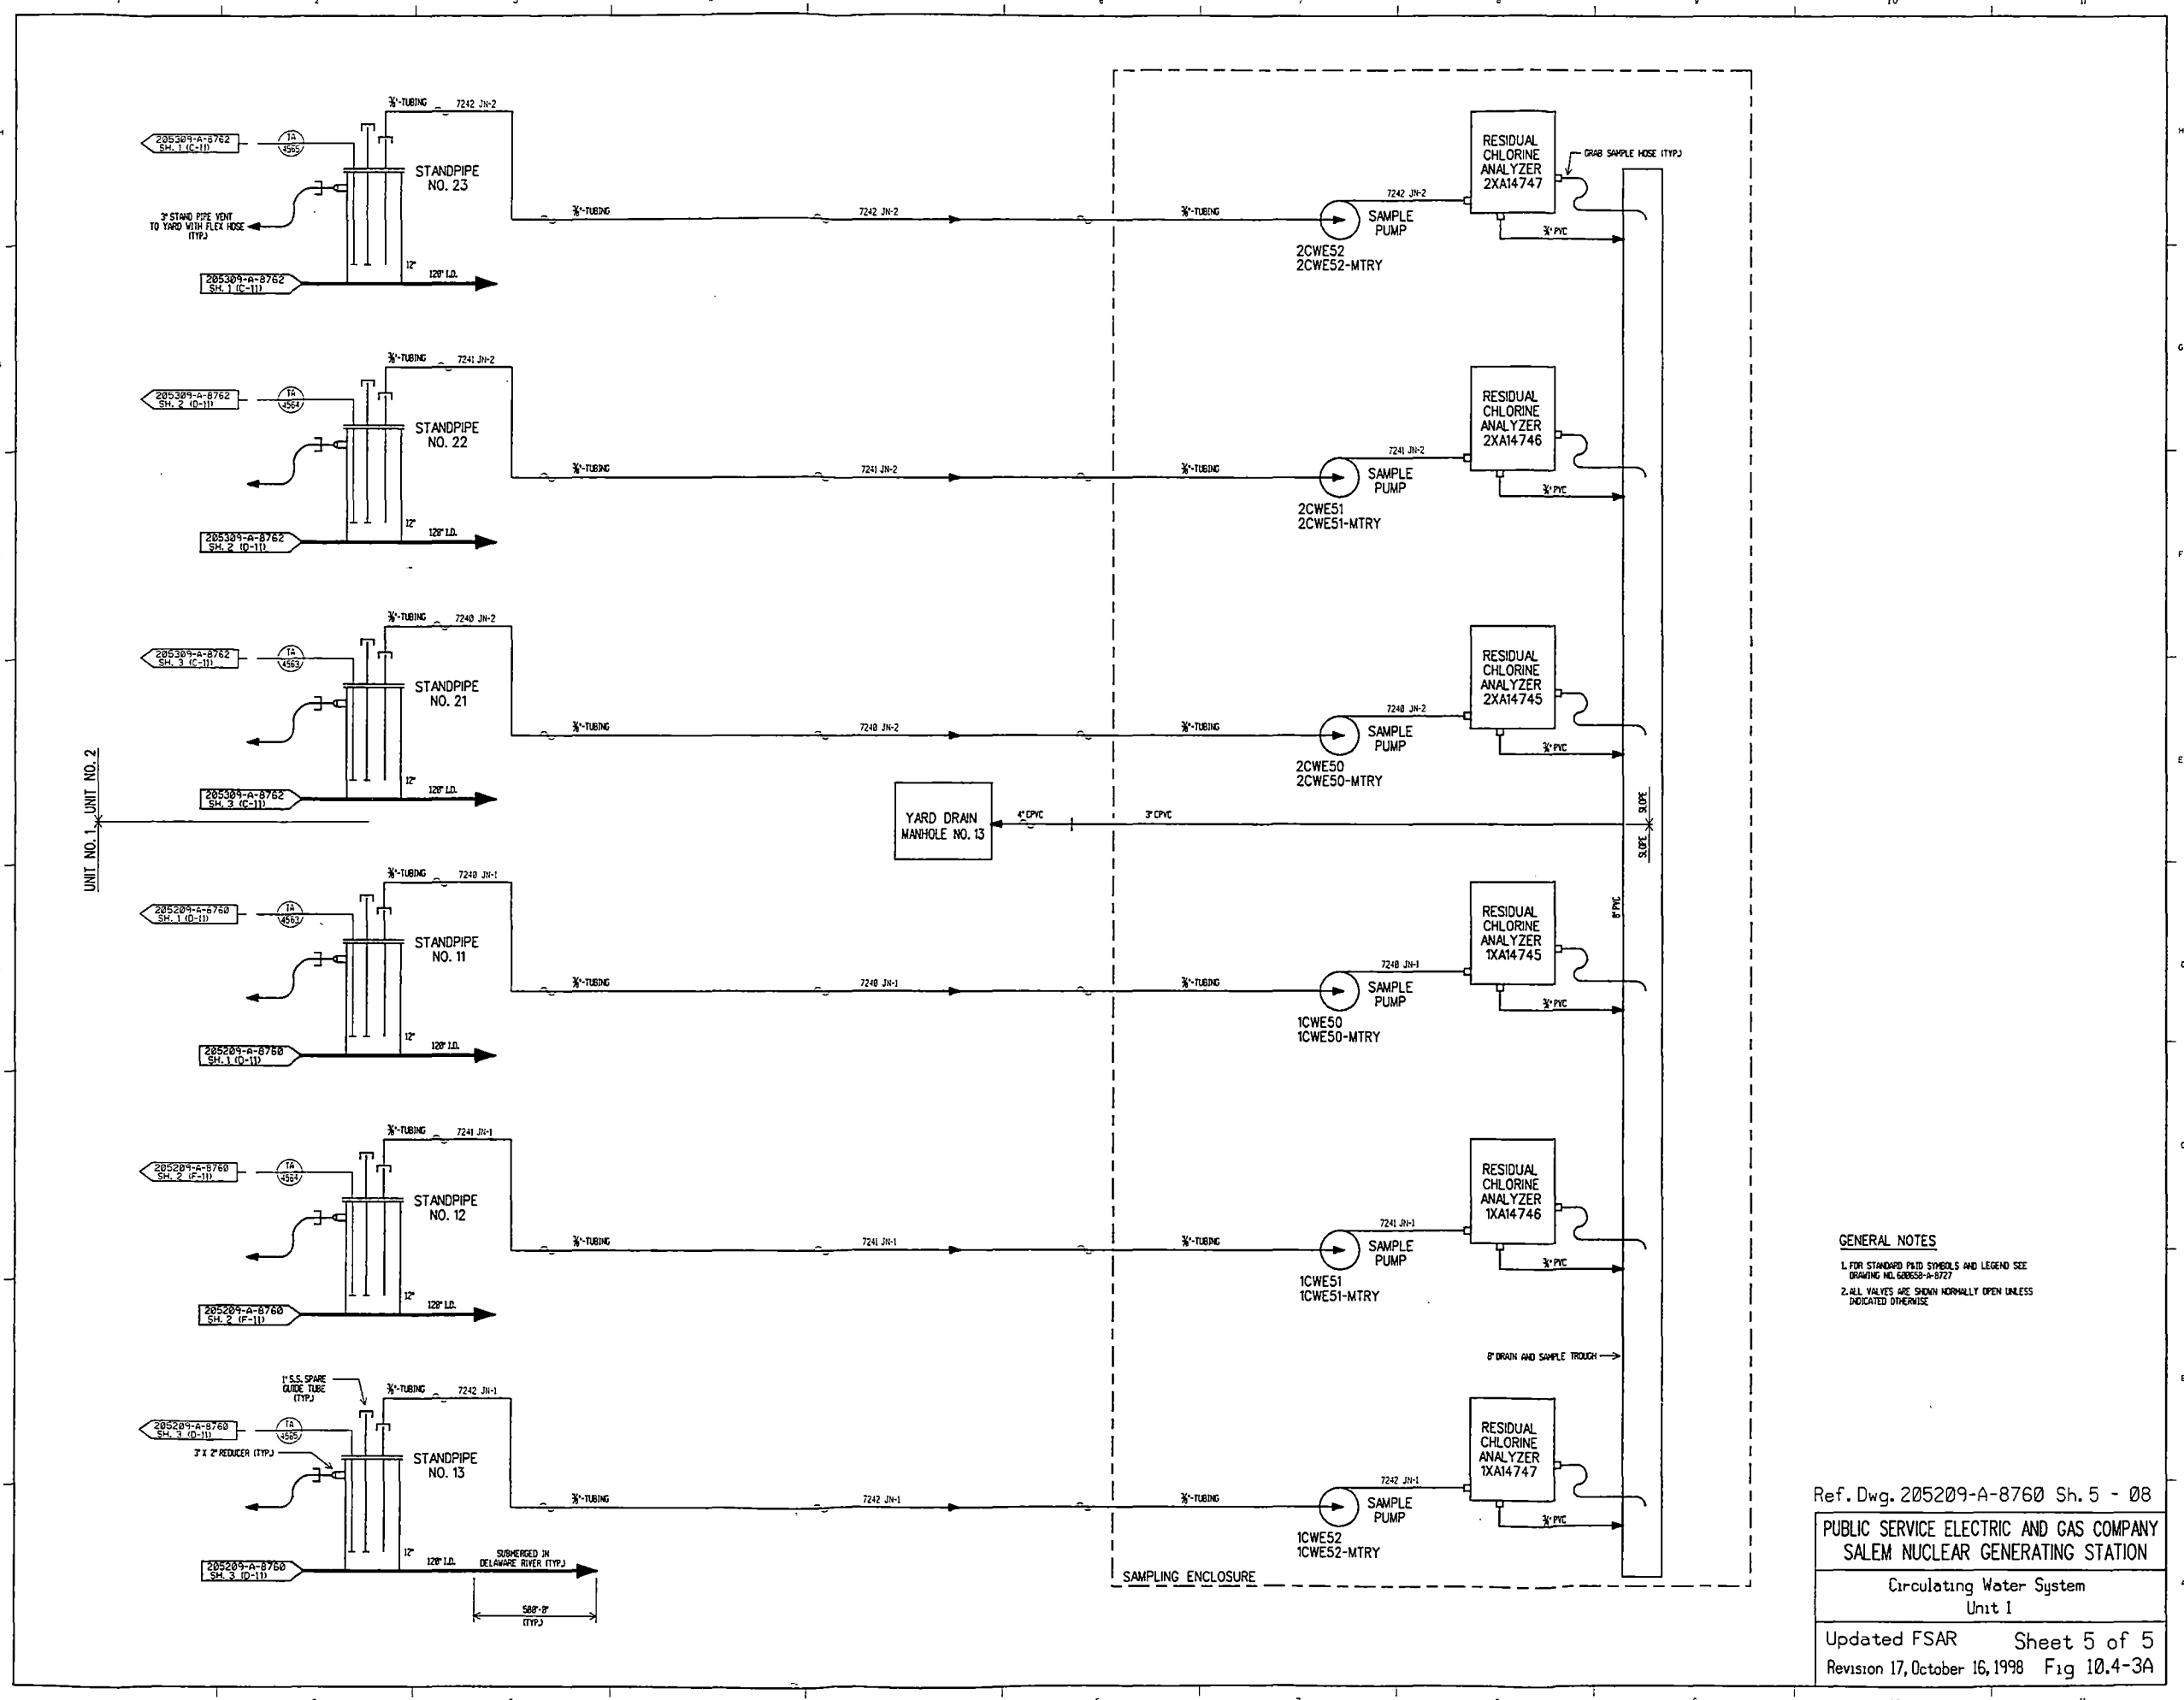 ⅜"-TUBING 7242 JN-2
205309-A-8762
SH. 1 (C-11)
TA
4565
STANDPIPE
NO. 23
3" STAND PIPE VENT
TO YARD WITH FLEX HOSE
(TYP.)
12"
120" I.D.
205309-A-8762
SH. 1 (C-11)
⅜"-TUBING
7242 JN-2
⅜"-TUBING
7242 JN-2
SAMPLE
PUMP
2CWE52
2CWE52-MTRY
RESIDUAL
CHLORINE
ANALYZER
2XA14747
GRAB SAMPLE HOSE (TYP.)
¾" PVC
⅜"-TUBING 7241 JN-2
205309-A-8762
SH. 2 (D-11)
TA
4564
STANDPIPE
NO. 22
12"
120" I.D.
205309-A-8762
SH. 2 (D-11)
⅜"-TUBING
7241 JN-2
⅜"-TUBING
7241 JN-2
SAMPLE
PUMP
2CWE51
2CWE51-MTRY
RESIDUAL
CHLORINE
ANALYZER
2XA14746
¾" PVC
⅜"-TUBING 7240 JN-2
205309-A-8762
SH. 3 (C-11)
TA
4563
STANDPIPE
NO. 21
12"
120" I.D.
205309-A-8762
SH. 3 (C-11)
⅜"-TUBING
7240 JN-2
⅜"-TUBING
7240 JN-2
SAMPLE
PUMP
2CWE50
2CWE50-MTRY
RESIDUAL
CHLORINE
ANALYZER
2XA14745
¾" PVC
UNIT NO. 1 UNIT NO. 2
YARD DRAIN
MANHOLE NO. 13
4" CPVC
3" CPVC
SLOPE
SLOPE
8" PVC
⅜"-TUBING 7240 JN-1
205209-A-8760
SH. 1 (D-11)
TA
4563
STANDPIPE
NO. 11
12"
120" I.D.
205209-A-8760
SH. 1 (D-11)
⅜"-TUBING
7240 JN-1
⅜"-TUBING
7240 JN-1
SAMPLE
PUMP
1CWE50
1CWE50-MTRY
RESIDUAL
CHLORINE
ANALYZER
1XA14745
¾" PVC
⅜"-TUBING 7241 JN-1
205209-A-8760
SH. 2 (F-11)
TA
4564
STANDPIPE
NO. 12
12"
120" I.D.
205209-A-8760
SH. 2 (F-11)
⅜"-TUBING
7241 JN-1
⅜"-TUBING
7241 JN-1
SAMPLE
PUMP
1CWE51
1CWE51-MTRY
RESIDUAL
CHLORINE
ANALYZER
1XA14746
¾" PVC
8" DRAIN AND SAMPLE TROUGH
1" S.S. SPARE
GUIDE TUBE
(TYP.)
⅜"-TUBING 7242 JN-1
205209-A-8760
SH. 3 (D-11)
TA
4565
3" X 2" REDUCER (TYP.)
STANDPIPE
NO. 13
12"
120" I.D.
SUBMERGED IN
DELAWARE RIVER (TYP.)
205209-A-8760
SH. 3 (D-11)
500'-0"
(TYP.)
⅜"-TUBING
7242 JN-1
⅜"-TUBING
7242 JN-1
SAMPLE
PUMP
1CWE52
1CWE52-MTRY
RESIDUAL
CHLORINE
ANALYZER
1XA14747
¾" PVC
SAMPLING ENCLOSURE
GENERAL NOTES
1. FOR STANDARD P&ID SYMBOLS AND LEGEND SEE
DRAWING NO. 600658-A-8727
2. ALL VALVES ARE SHOWN NORMALLY OPEN UNLESS
INDICATED OTHERWISE
Ref. Dwg. 205209-A-8760 Sh. 5 - 08
PUBLIC SERVICE ELECTRIC AND GAS COMPANY
SALEM NUCLEAR GENERATING STATION
Circulating Water System
Unit 1
Updated FSAR Sheet 5 of 5
Revision 17, October 16, 1998 Fig 10.4-3A